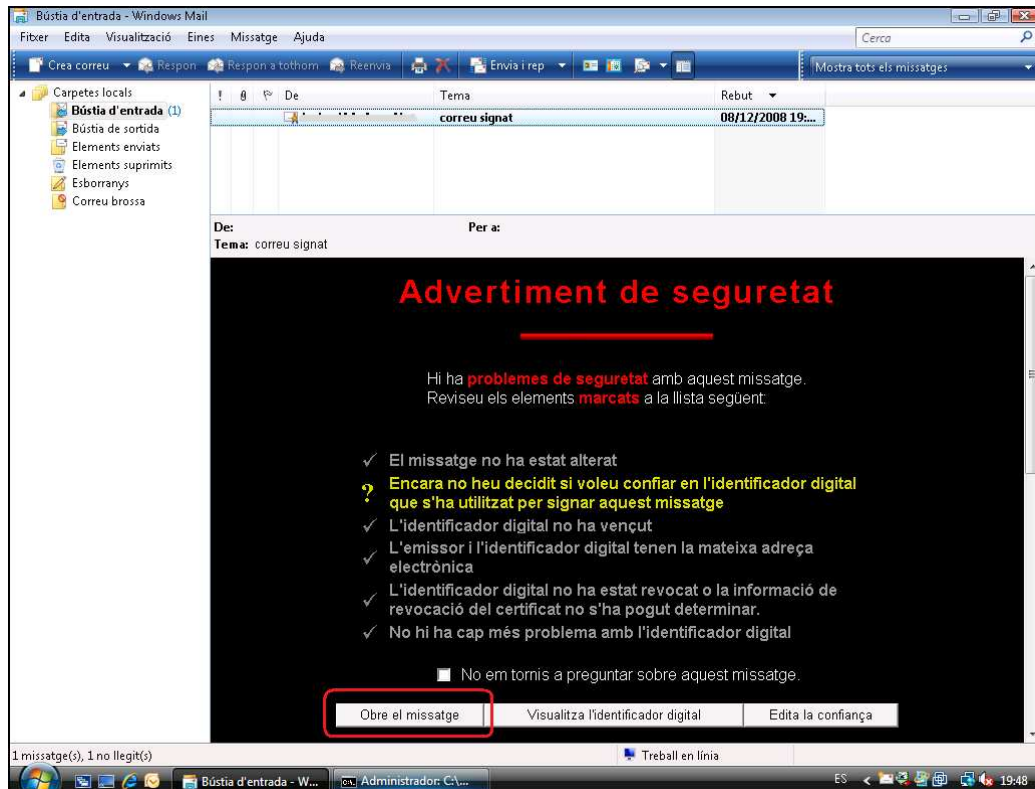 Bústia d'entrada - Windows Mail
Fitxer Edita Visualització Eines Missatge Ajuda
Cerca
Crea correu Respon Respon a tothom Reenvia Envia i rep Mostra tots els missatges
Carpetes locals
Bústia d'entrada (1)
Bústia de sortida
Elements enviats
Elements suprimits
Esborranys
Correu brossa
! De Tema Rebut
correu signat 08/12/2008 19:...
De: Per a:
Tema: correu signat
Advertiment de seguretat
Hi ha problemes de seguretat amb aquest missatge.
Reviseu els elements marcats a la llista següent:
El missatge no ha estat alterat
? Encara no heu decidit si voleu confiar en l'identificador digital
que s'ha utilitzat per signar aquest missatge
L'identificador digital no ha vençut
L'emissor i l'identificador digital tenen la mateixa adreça
electrònica
L'identificador digital no ha estat revocat o la informació de
revocació del certificat no s'ha pogut determinar.
No hi ha cap més problema amb l'identificador digital
No em tornis a preguntar sobre aquest missatge.
Obre el missatge Visualitza l'identificador digital Edita la confiança
1 missatge(s), 1 no llegit(s) Treball en línia
Bústia d'entrada - W... Administrador: C:\... ES 19:48